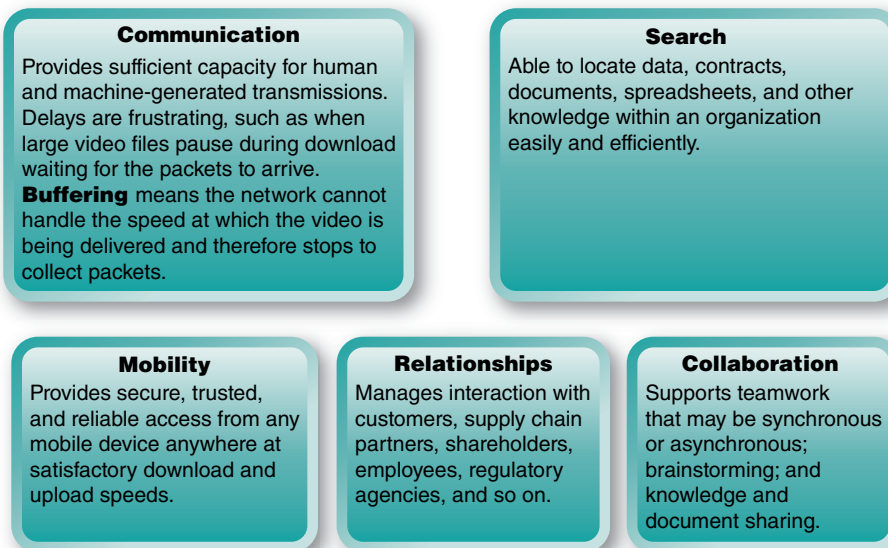 Communication
Provides sufficient capacity for human
and machine-generated transmissions.
Delays are frustrating, such as when
large video files pause during download
waiting for the packets to arrive.
Buffering means the network cannot
handle the speed at which the video is
being delivered and therefore stops to
collect packets.
Search
Able to locate data, contracts,
documents, spreadsheets, and other
knowledge within an organization
easily and efficiently.
Mobility
Provides secure, trusted,
and reliable access from any
mobile device anywhere at
satisfactory download and
upload speeds.
Relationships
Manages interaction with
customers, supply chain
partners, shareholders,
employees, regulatory
agencies, and so on.
Collaboration
Supports teamwork
that may be synchronous
or asynchronous;
brainstorming; and
knowledge and
document sharing.